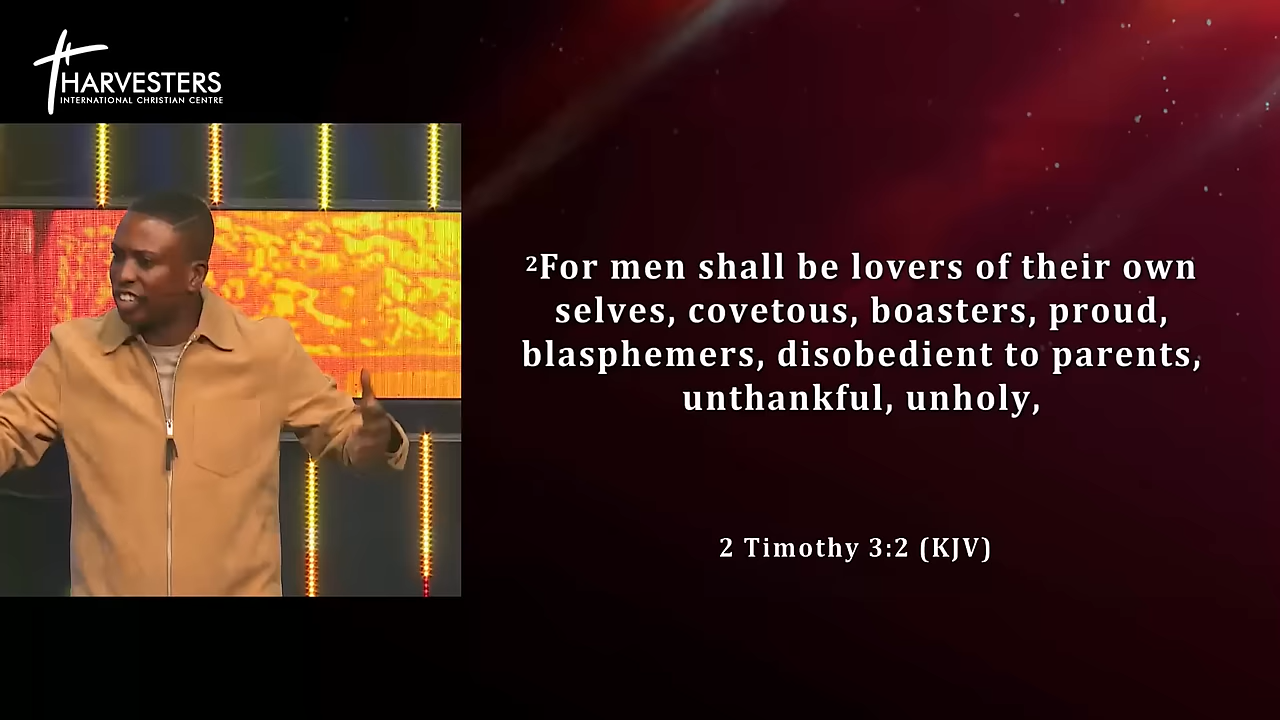 HARVESTERS
INTERNATIONAL CHRISTIAN CENTRE
²For men shall be lovers of their own
selves, covetous, boasters, proud,
blasphemers, disobedient to parents,
unthankful, unholy,
2 Timothy 3:2 (KJV)